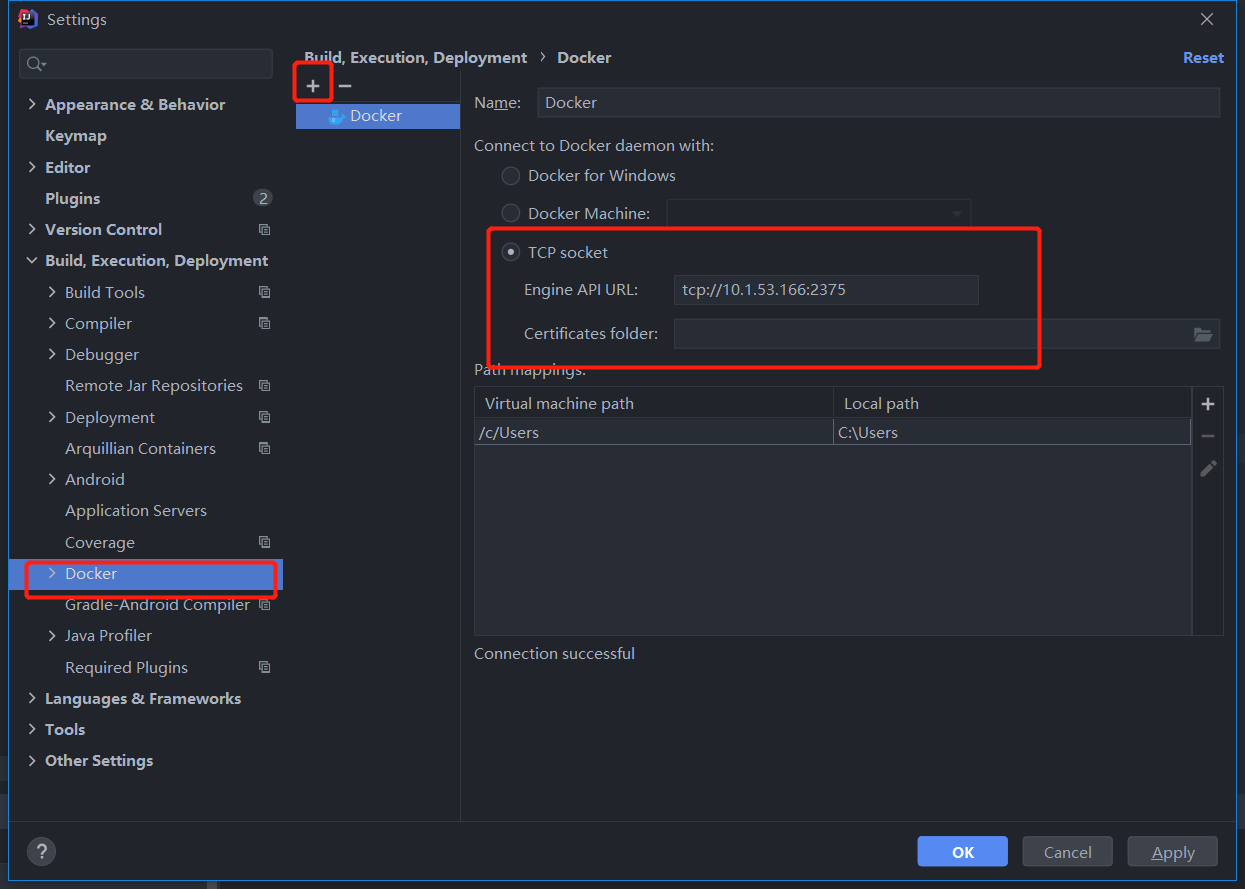 Settings
Build, Execution, Deployment › Docker
Reset
Appearance & Behavior
Keymap
Editor
Plugins 2
Version Control
Build, Execution, Deployment
Build Tools
Compiler
Debugger
Remote Jar Repositories
Deployment
Arquillian Containers
Android
Application Servers
Coverage
Docker
Gradle-Android Compiler
Java Profiler
Required Plugins
Languages & Frameworks
Tools
Other Settings
Docker
Name: Docker
Connect to Docker daemon with:
Docker for Windows
Docker Machine:
TCP socket
Engine API URL: tcp://10.1.53.166:2375
Certificates folder:
Path mappings:
Virtual machine path Local path
/c/Users C:\Users
Connection successful
?
OK Cancel Apply